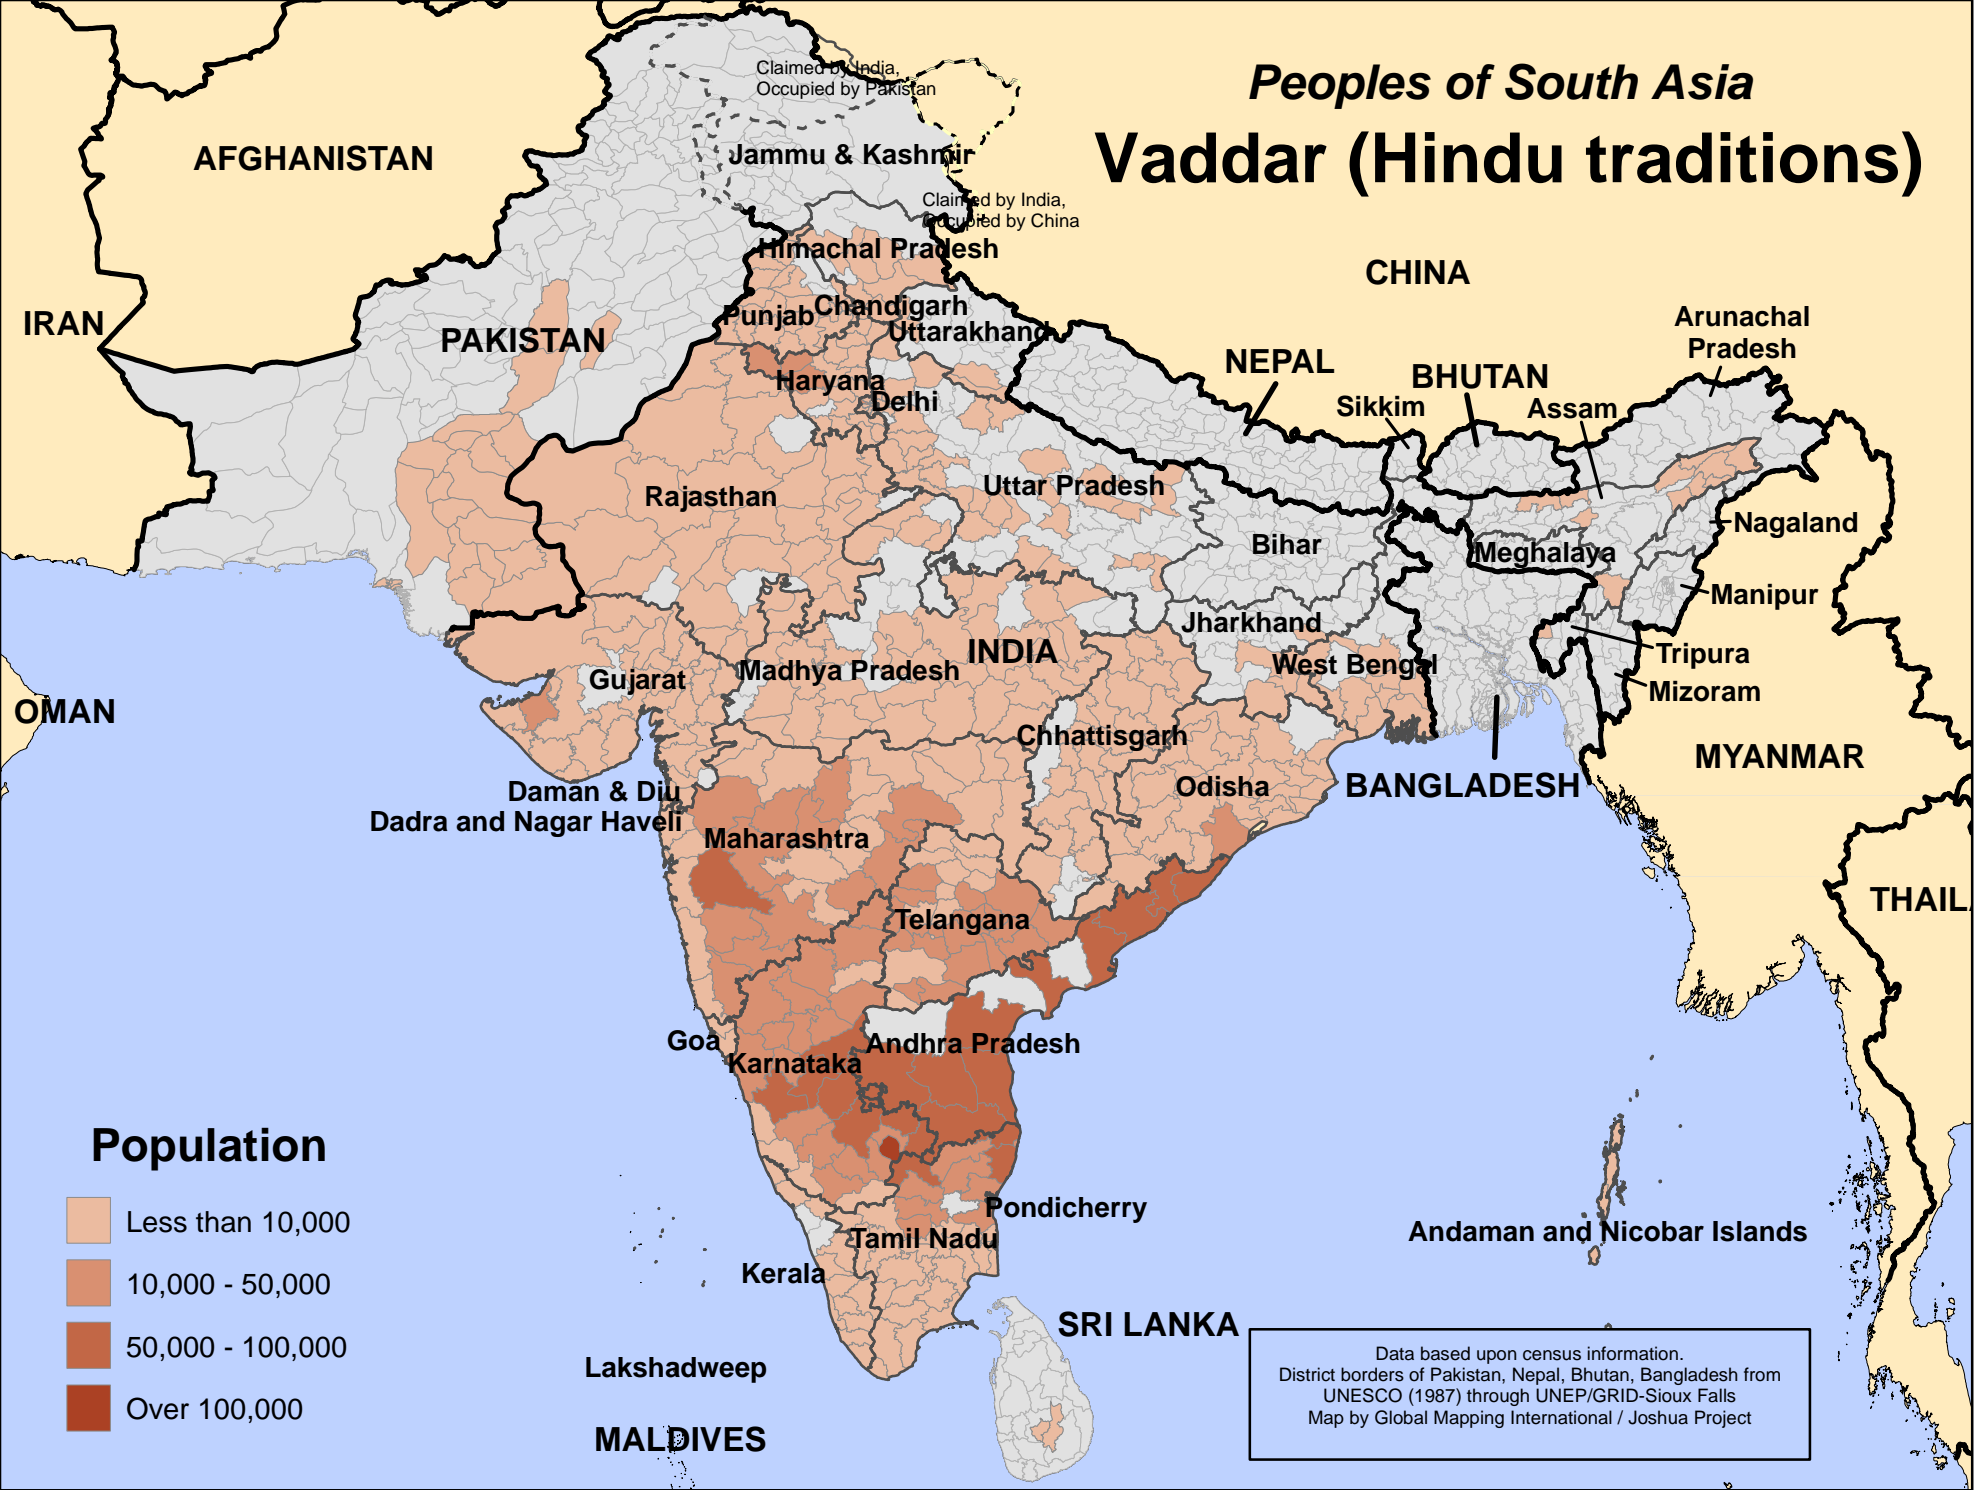 Peoples of South Asia
Vaddar (Hindu traditions)
Claimed by India,
Occupied by Pakistan
AFGHANISTAN
Jammu & Kashmir
Claimed by India,
Occupied by China
Himachal Pradesh
CHINA
IRAN
PAKISTAN
Punjab
Chandigarh
Uttarakhand
Arunachal
Pradesh
NEPAL
BHUTAN
Sikkim
Assam
Haryana
Delhi
Rajasthan
Uttar Pradesh
Bihar
Nagaland
Meghalaya
Manipur
Jharkhand
INDIA
Tripura
Gujarat
Madhya Pradesh
West Bengal
Mizoram
OMAN
Chhattisgarh
MYANMAR
Odisha
BANGLADESH
Daman & Diu
Dadra and Nagar Haveli
Maharashtra
THAIL
Telangana
Goa
Karnataka
Andhra Pradesh
Pondicherry
Tamil Nadu
Kerala
Andaman and Nicobar Islands
SRI LANKA
Lakshadweep
MALDIVES
Population
Less than 10,000
10,000 - 50,000
50,000 - 100,000
Over 100,000
Data based upon census information.
District borders of Pakistan, Nepal, Bhutan, Bangladesh from
UNESCO (1987) through UNEP/GRID-Sioux Falls
Map by Global Mapping International / Joshua Project